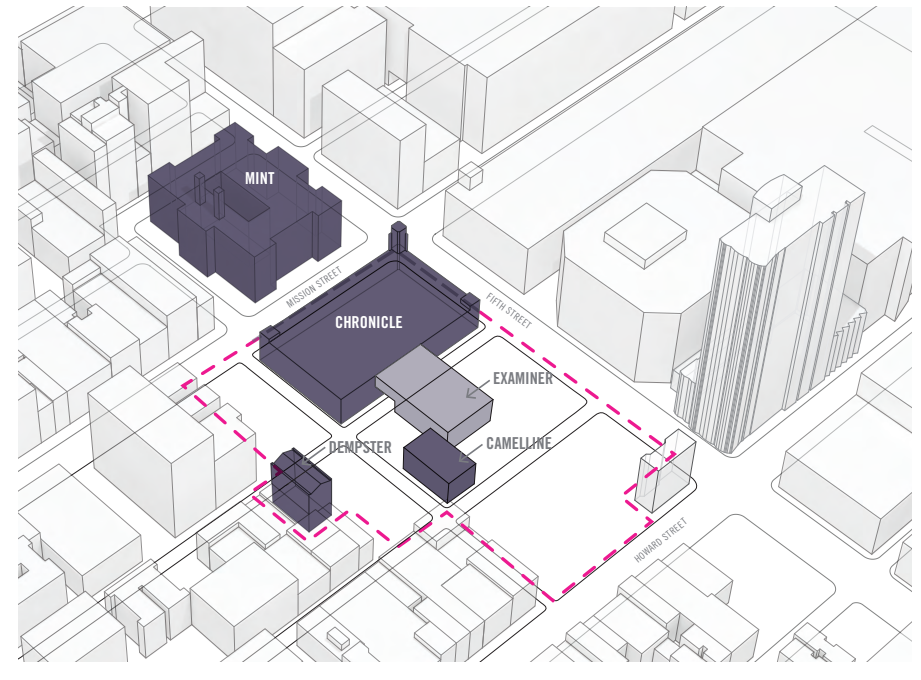 MINT
MISSION STREET
FIFTH STREET
CHRONICLE
EXAMINER
DEMPSTER
CAMELLINE
HOWARD STREET